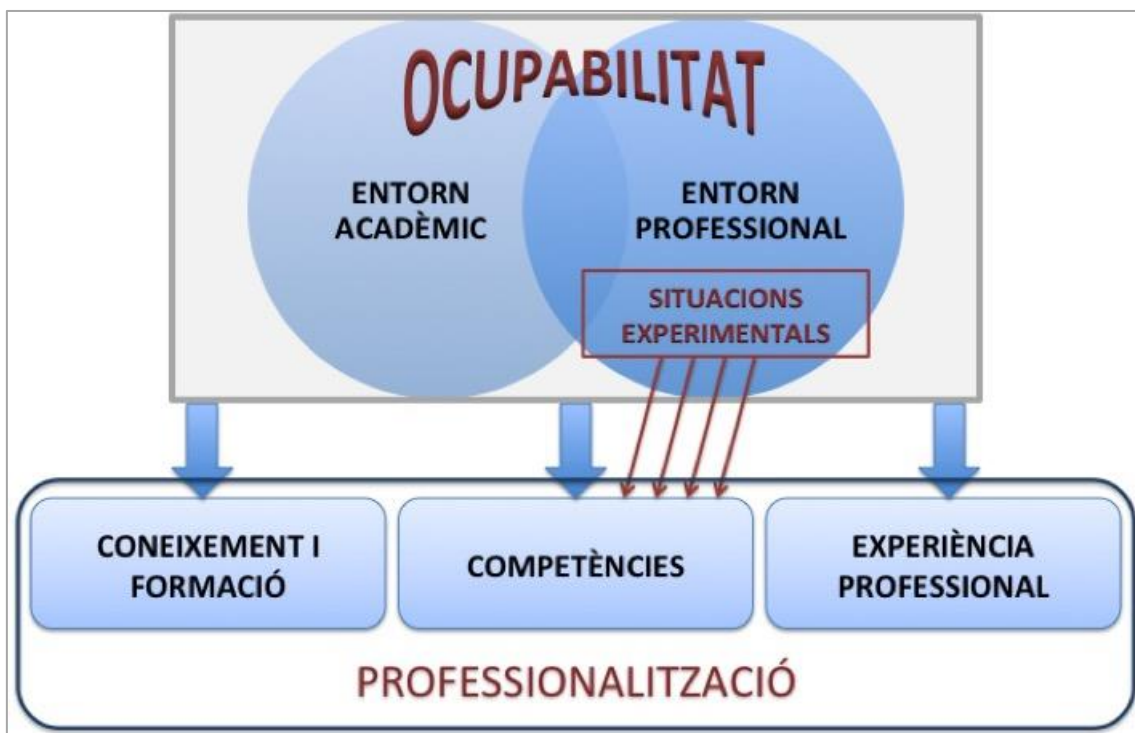 OCUPABILITAT
ENTORN
ACADÈMIC
ENTORN
PROFESSIONAL
SITUACIONS
EXPERIMENTALS
CONEIXEMENT I
FORMACIÓ
COMPETÈNCIES
EXPERIÈNCIA
PROFESSIONAL
PROFESSIONALITZACIÓ